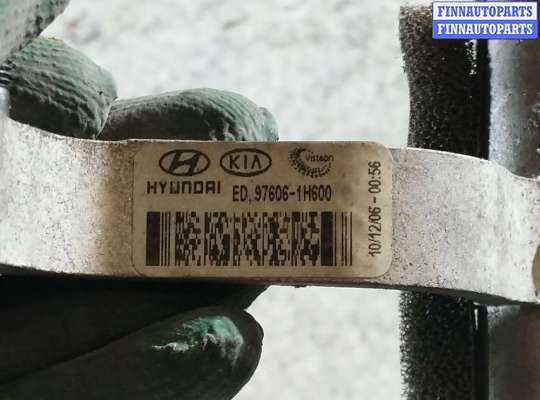 FINNAUTOPARTS
FINNAUTOPARTS
HYUNDAI
KIA
Visteon
ED, 97606-1H600
10/12/06 - 00:56